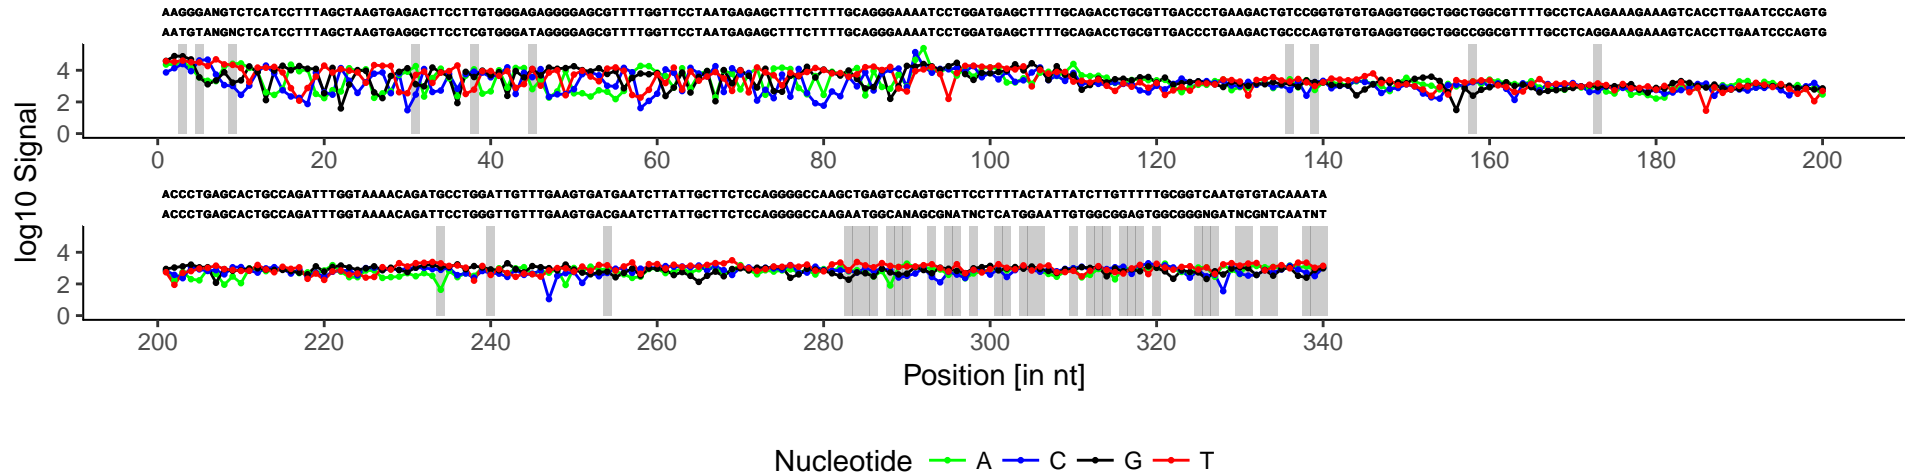 AAGGGANGTCTCATCCTTTAGCTAAGTGAGACTTCCTTGTGGGAGAGGGGAGCGTTTTGGTTCCTAATGAGAGCTTTCTTTTGCAGGGAAAATCCTGGATGAGCTTTTGCAGACCTGCGTTGACCCTGAAGACTGTCCGGTGTGTGAGGTGGCTGGCTGGCGTTTTGCCTCAAGAAAGAAAGTCACCTTGAATCCCAGTG
AATGTANGNCTCATCCTTTAGCTAAGTGAGGCTTCCTCGTGGGATAGGGGAGCGTTTTGGTTCCTAATGAGAGCTTTCTTTTGCAGGGAAAATCCTGGATGAGCTTTTGCAGACCTGCGTTGACCCTGAAGACTGCCCAGTGTGTGAGGTGGCTGGCCGGCGTTTTGCCTCAGGAAAGAAAGTCACCTTGAATCCCAGTG
4
2
0
0 20 40 60 80 100 120 140 160 180 200
log10 Signal
ACCCTGAGCACTGCCAGATTTGGTAAAACAGATGCCTGGATTGTTTGAAGTGATGAATCTTATTGCTTCTCCAGGGGCCAAGCTGAGTCCAGTGCTTCCTTTTACTATTATCTTGTTTTTGCGGTCAATGTGTACAAATA
ACCCTGAGCACTGCCAGATTTGGTAAAACAGATTCCTGGGTTGTTTGAAGTGACGAATCTTATTGCTTCTCCAGGGGCCAAGAATGGCANAGCGNATNCTCATGGAATTGTGGCGGAGTGGCGGGNGATNCGNTCAATNT
4
2
0
200 220 240 260 280 300 320 340
Position [in nt]
Nucleotide A C G T